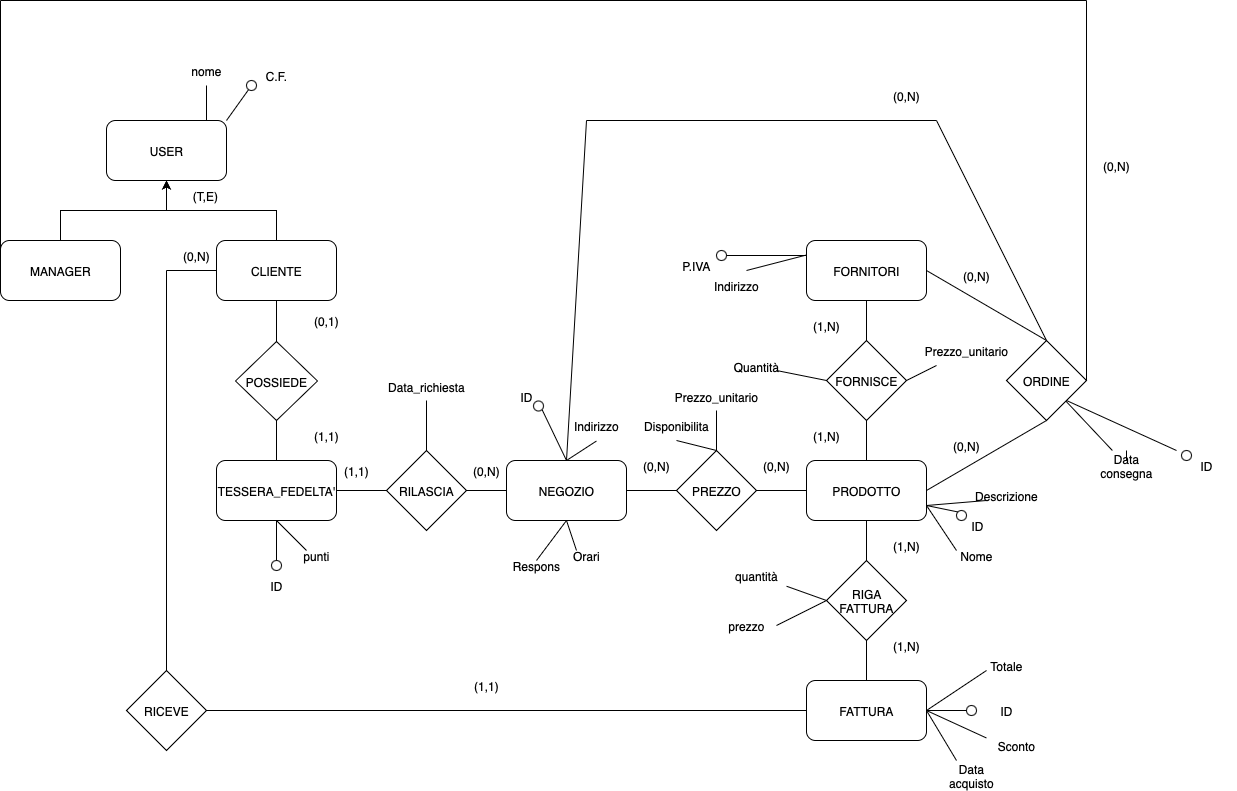 (0,N)
nome
C.F.
USER
(0,N)
(T,E)
(0,N)
MANAGER
CLIENTE
P.IVA
Indirizzo
FORNITORI
(0,N)
(0,1)
(1,N)
POSSIEDE
Data_richiesta
Quantità
FORNISCE
Prezzo_unitario
ORDINE
ID
Indirizzo
Prezzo_unitario
Disponibilita
(1,1)
(1,N)
(0,N)
Data
consegna
ID
(1,1)
(0,N)
(0,N)
(0,N)
TESSERA_FEDELTA'
RILASCIA
NEGOZIO
PREZZO
PRODOTTO
Descrizione
ID
Nome
punti
ID
Respons
Orari
(1,N)
quantità
prezzo
RIGA
FATTURA
(1,N)
(1,1)
RICEVE
FATTURA
Totale
ID
Sconto
Data
acquisto